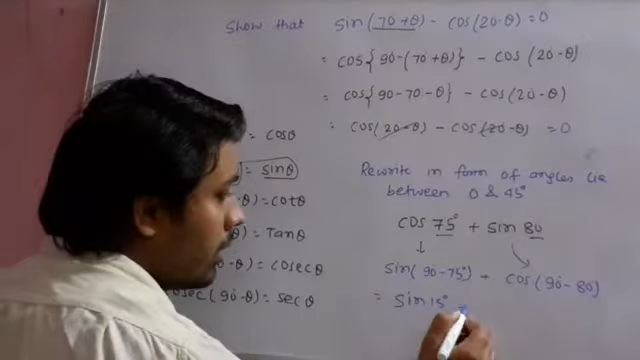 Show that sin(70+θ) - cos(20-θ)=0
= cos{90-(70+θ)} - cos(20-θ)
= cos{90-70-θ} - cos(20-θ)
= cos(20-θ) - cos(20-θ) = 0
= cosθ
= sinθ
θ)=cotθ
θ)=Tanθ
-θ)=cosecθ
cosec(90-θ)=secθ
Rewrite in form of angles lie
between 0 & 45°
cos 75° + sin 80
↓
sin(90-75°) + cos(90-80)
= sin 15°